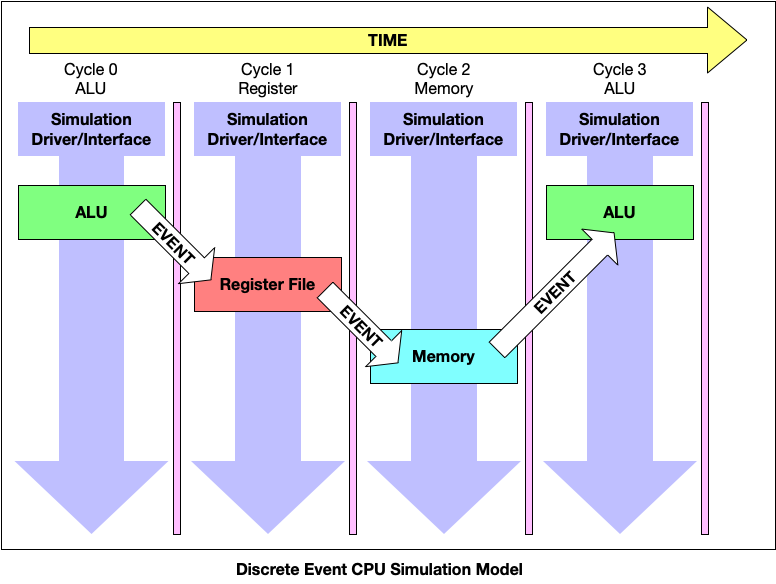 TIME
Cycle 0
ALU
Cycle 1
Register
Cycle 2
Memory
Cycle 3
ALU
Simulation
Driver/Interface
Simulation
Driver/Interface
Simulation
Driver/Interface
Simulation
Driver/Interface
ALU
EVENT
Register File
EVENT
Memory
EVENT
ALU
Discrete Event CPU Simulation Model